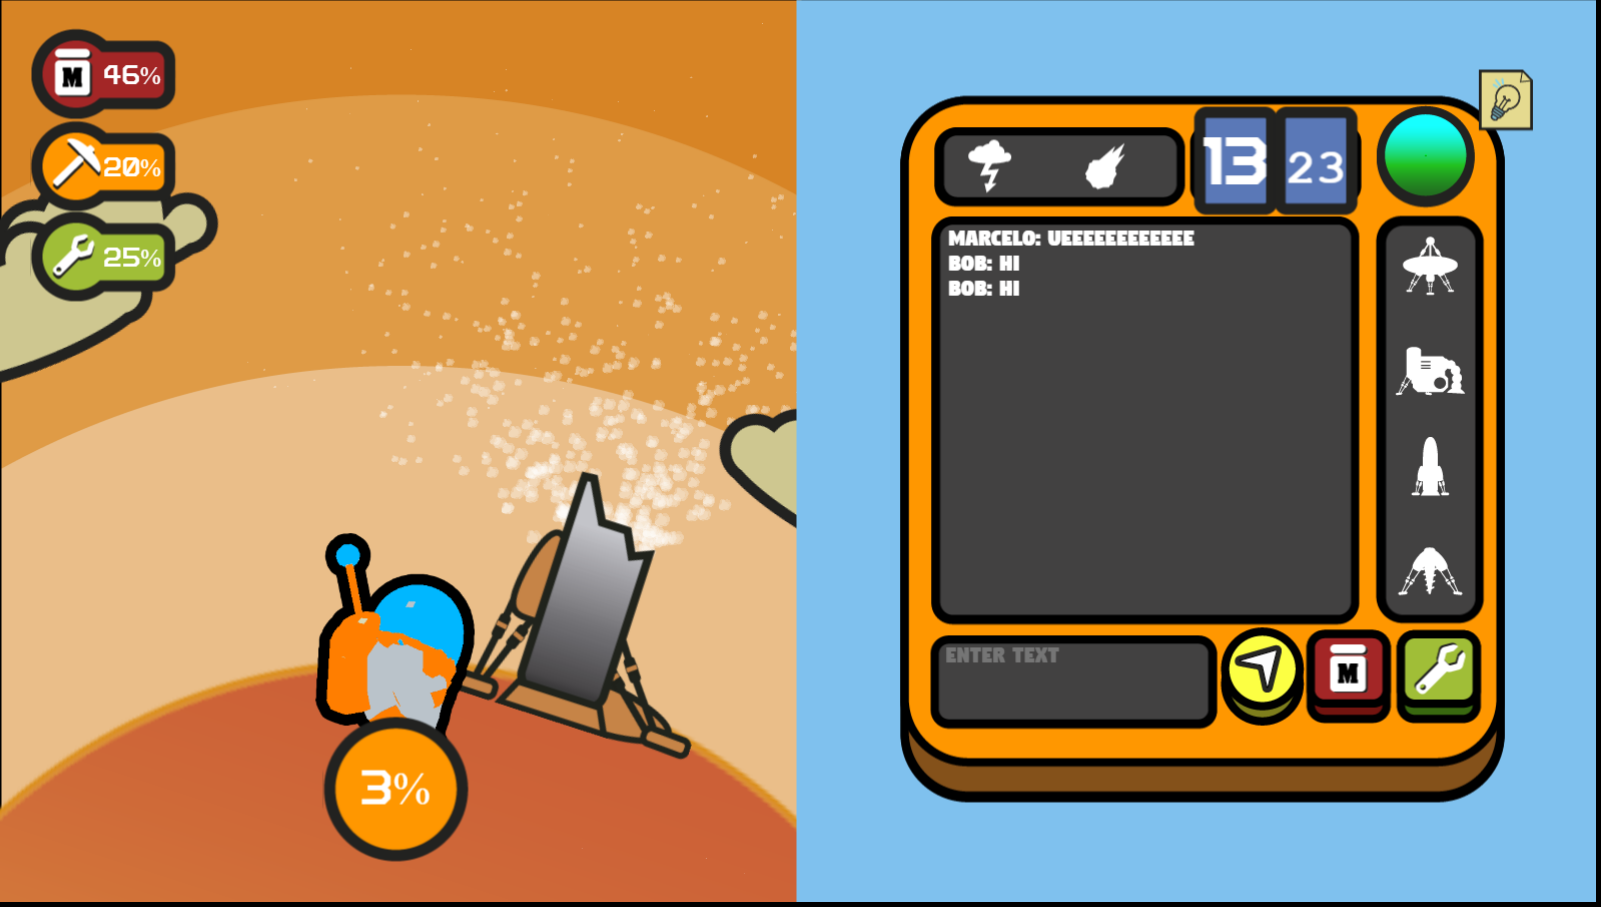 M 46%
20%
25%
3%
13 23
MARCELO: UEEEEEEEEEEEE
BOB: HI
BOB: HI
ENTER TEXT
M